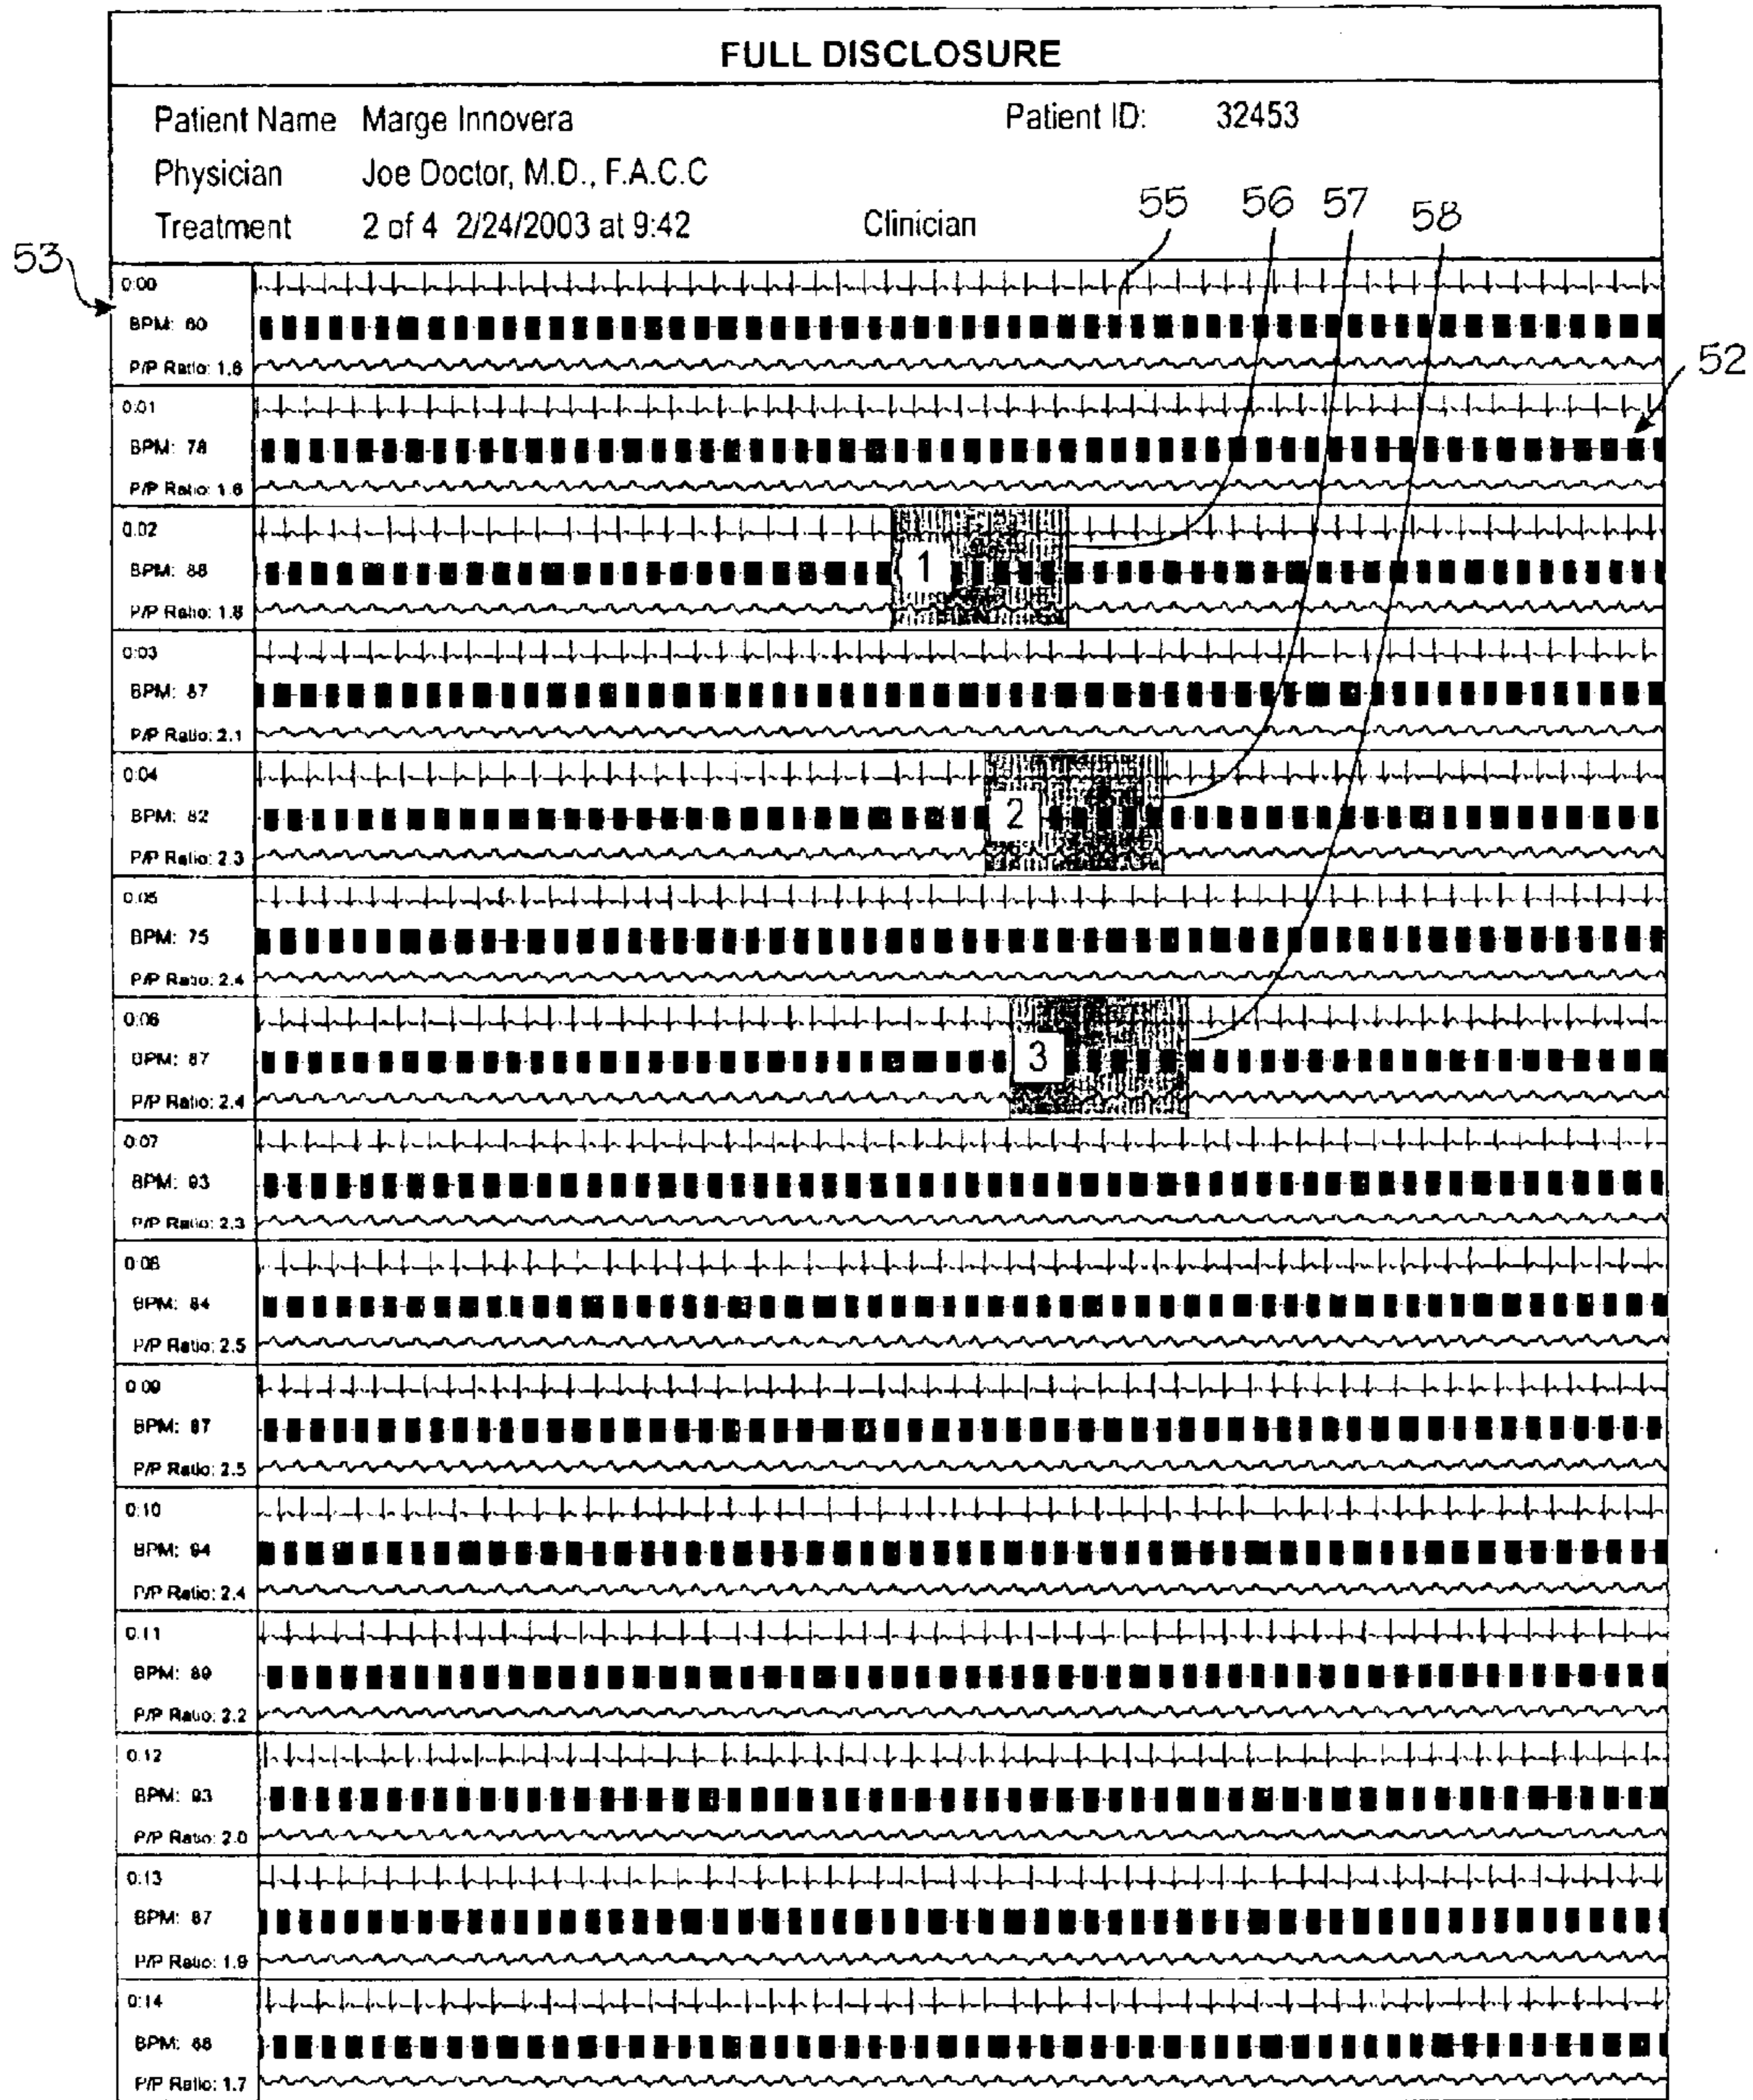 FULL DISCLOSURE
Patient Name Marge Innovera Patient ID: 32453
Physician Joe Doctor, M.D., F.A.C.C
Treatment 2 of 4 2/24/2003 at 9:42 Clinician
55 56 57 58
53
52
0:00
BPM: 80
P/P Ratio: 1.6
0:01
BPM: 78
P/P Ratio: 1.6
0:02
BPM: 88
1
P/P Ratio: 1.8
0:03
BPM: 87
P/P Ratio: 2.1
0:04
BPM: 82
2
P/P Ratio: 2.3
0:05
BPM: 75
P/P Ratio: 2.4
0:06
BPM: 87
3
P/P Ratio: 2.4
0:07
BPM: 93
P/P Ratio: 2.3
0:08
BPM: 84
P/P Ratio: 2.5
0:09
BPM: 87
P/P Ratio: 2.5
0:10
BPM: 94
P/P Ratio: 2.4
0:11
BPM: 89
P/P Ratio: 2.2
0:12
BPM: 93
P/P Ratio: 2.0
0:13
BPM: 87
P/P Ratio: 1.9
0:14
BPM:
P/P Ratio: 1.7